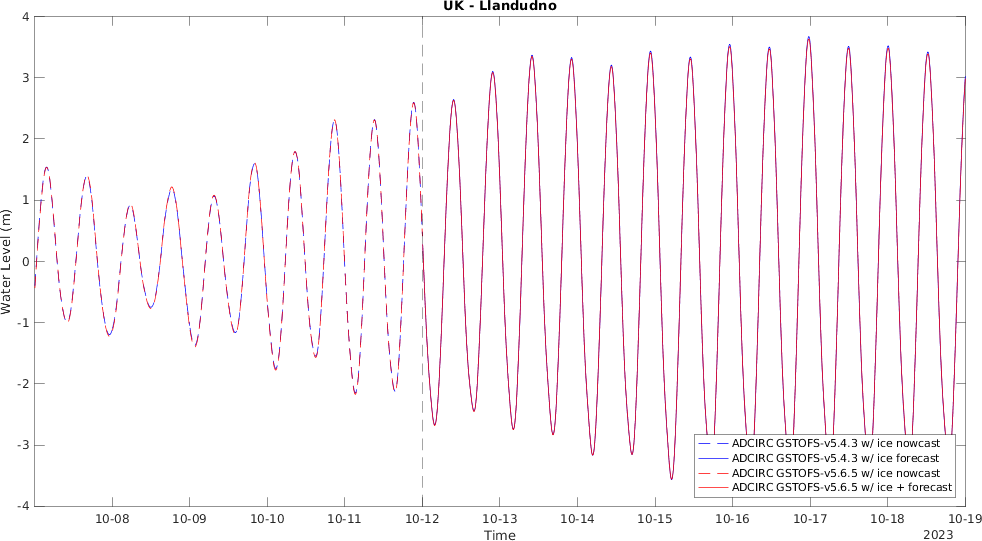 UK - Llandudno
4
3
2
1
0
-1
-2
-3
-4
Water Level (m)
ADCIRC GSTOFS-v5.4.3 w/ ice nowcast
ADCIRC GSTOFS-v5.4.3 w/ ice forecast
ADCIRC GSTOFS-v5.6.5 w/ ice nowcast
ADCIRC GSTOFS-v5.6.5 w/ ice + forecast
10-08 10-09 10-10 10-11 10-12 10-13 10-14 10-15 10-16 10-17 10-18 10-19
Time
2023